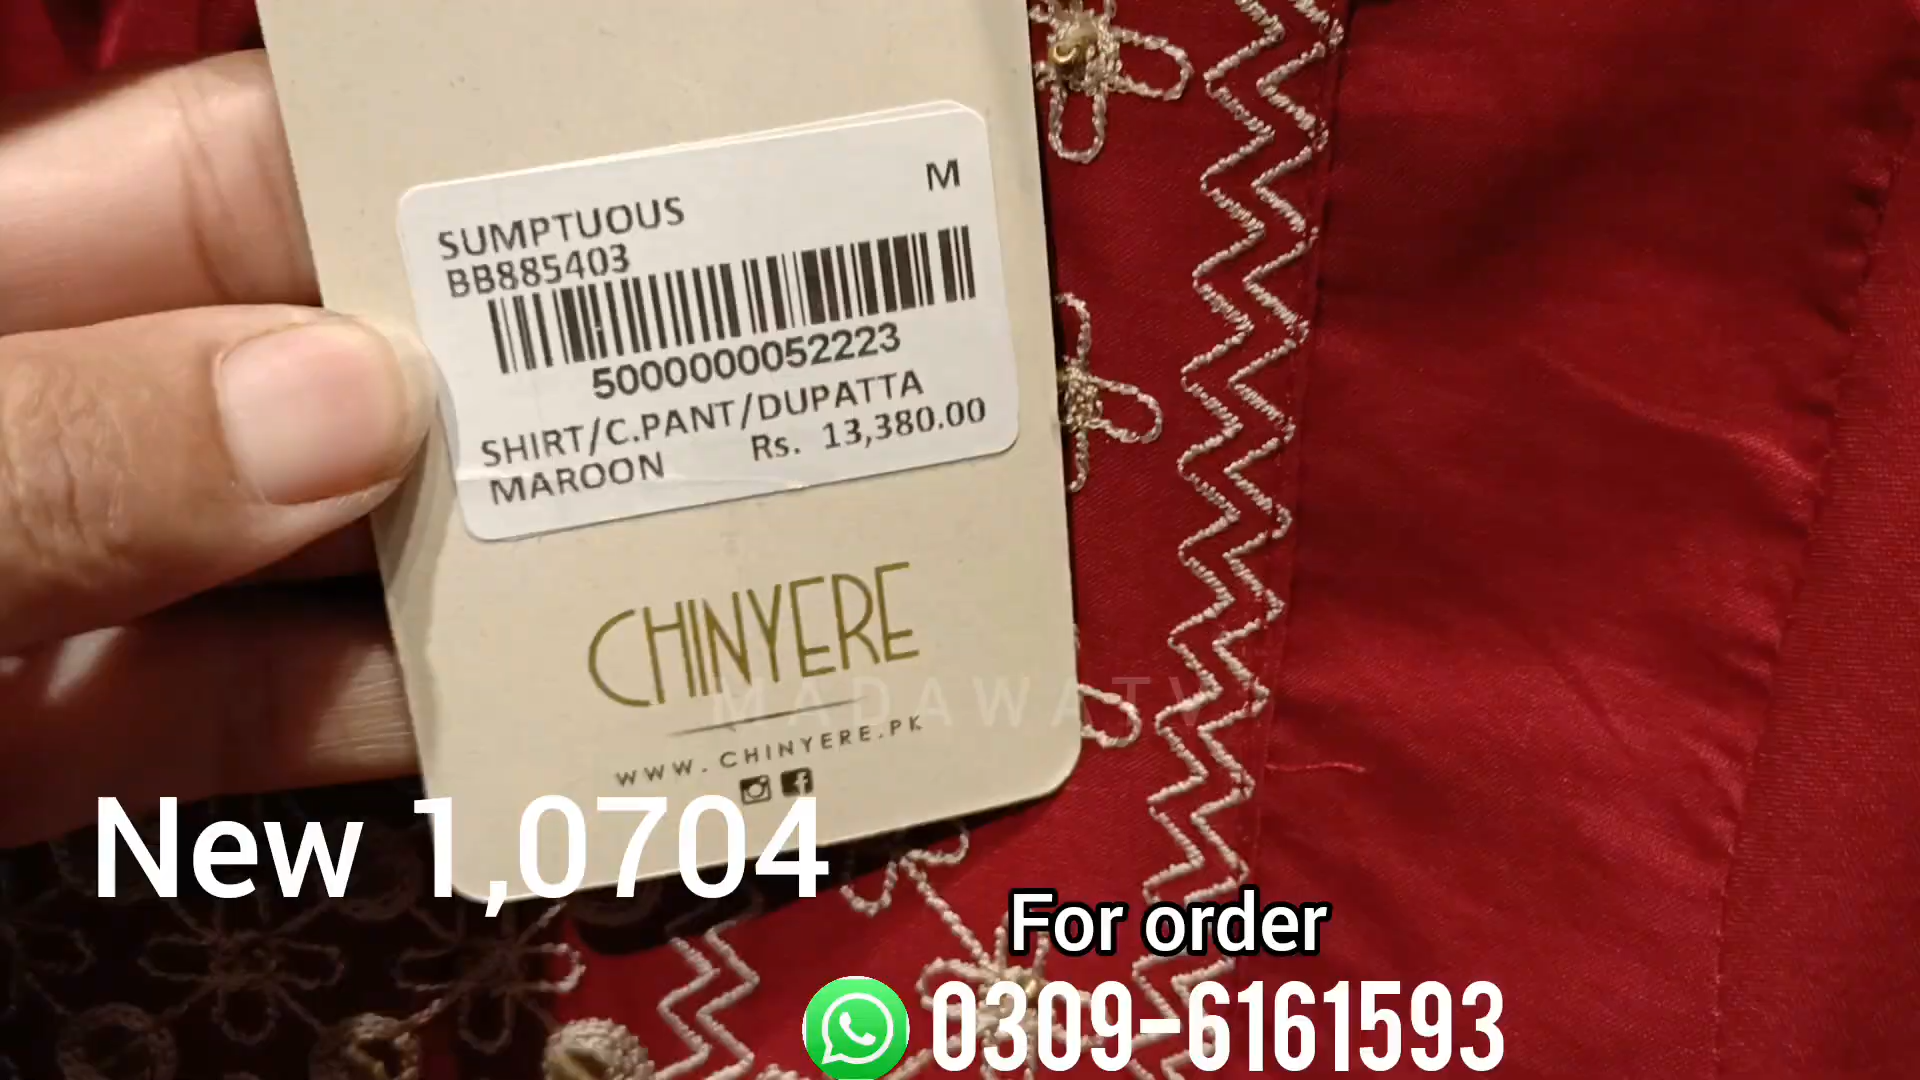 M
SUMPTUOUS
BB885403
5000000052223
SHIRT/C.PANT/DUPATTA
MAROON Rs. 13,380.00
CHINYERE
MADAWATV
WWW.CHINYERE.PK
New 1,0704
For order
0309-6161593